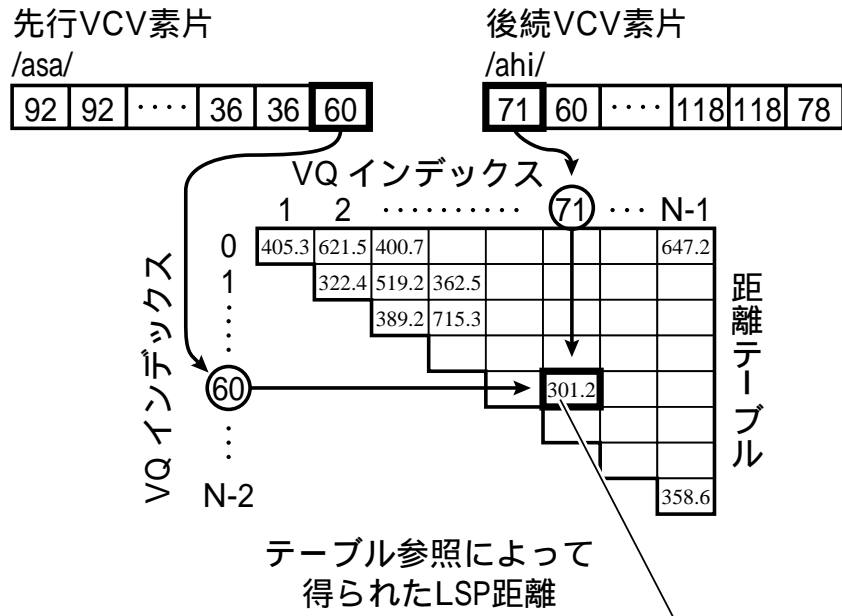 先行VCV素片
/asa/
92 92 ···· 36 36 60
後続VCV素片
/ahi/
71 60 ···· 118 118 78
VQ インデックス
1 2 ·········· 71 ··· N-1
VQ インデックス
0 405.3 621.5 400.7 647.2
1 322.4 519.2 362.5
389.2 715.3
60 301.2
N-2 358.6
距離テーブル
テーブル参照によって
得られたLSP距離